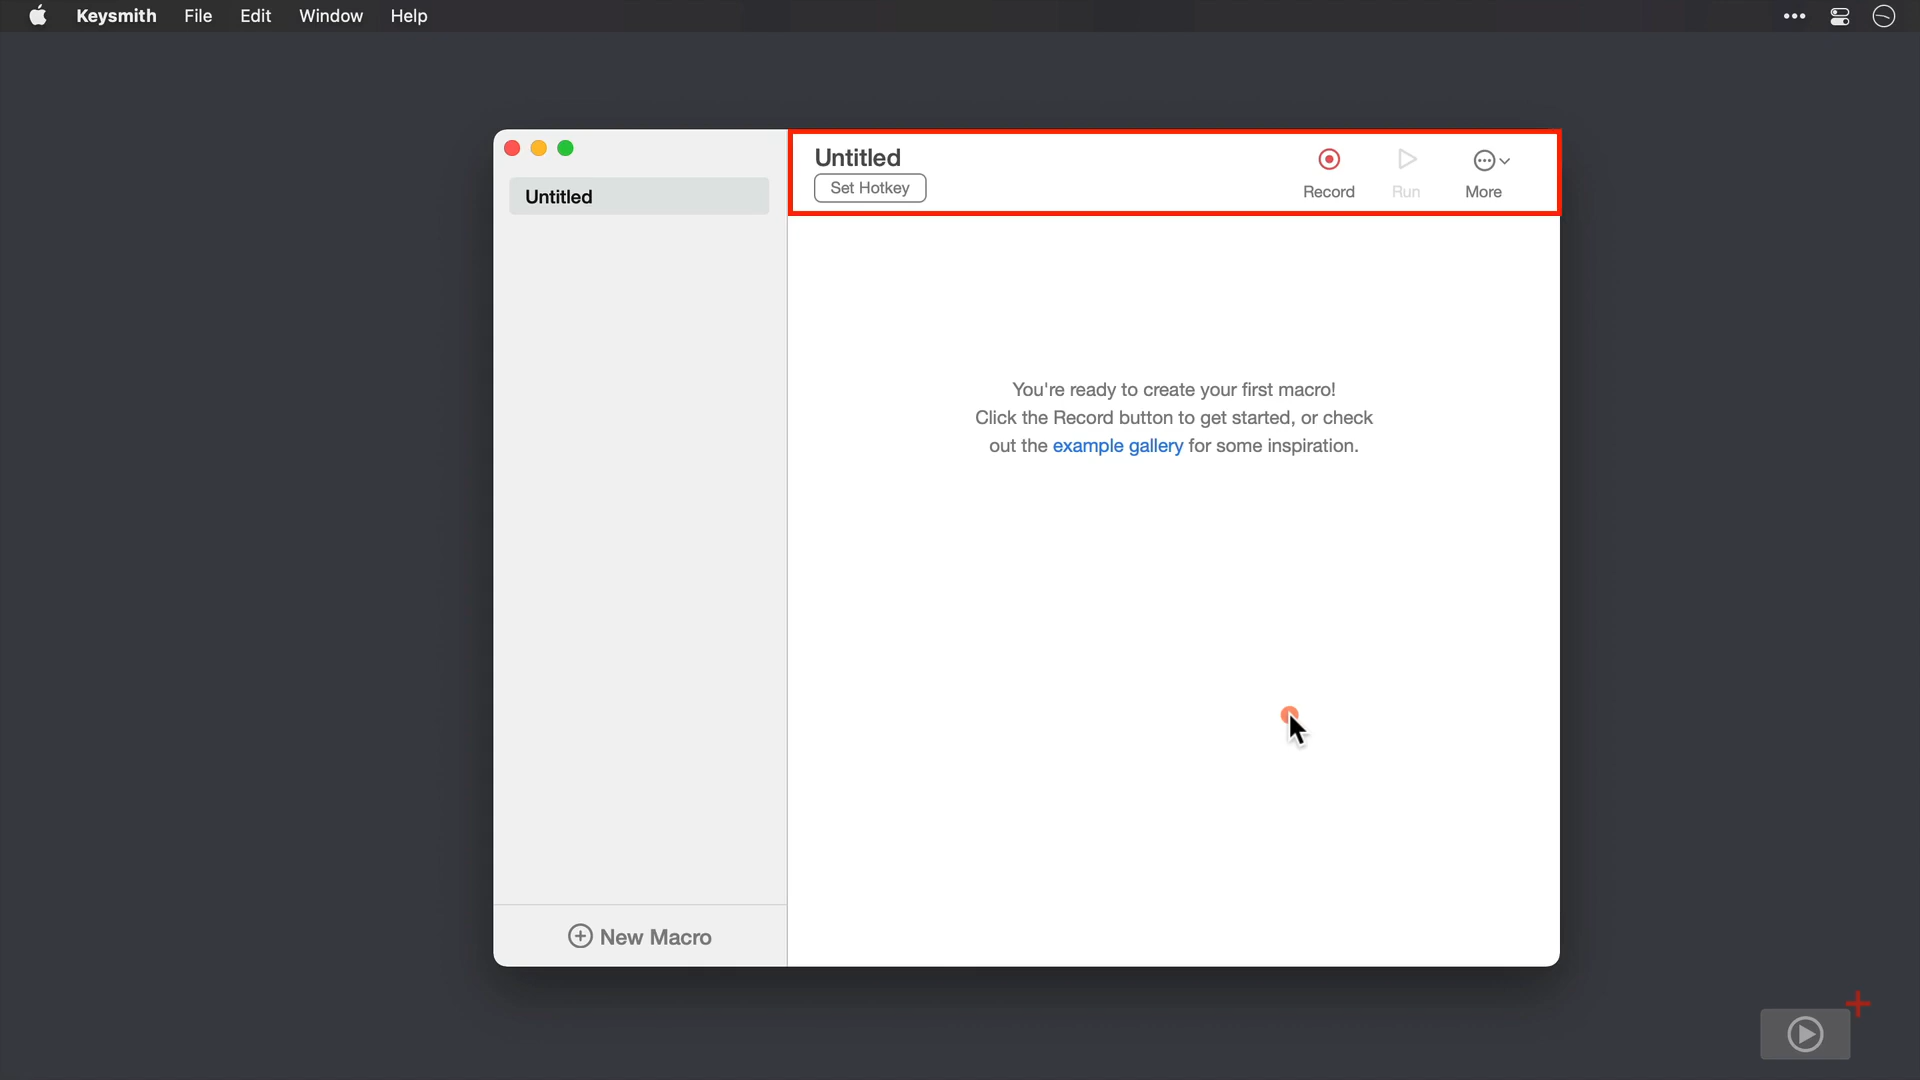 Keysmith File Edit Window Help
Untitled
Set Hotkey
Record Run More
Untitled
You're ready to create your first macro!
Click the Record button to get started, or check
out the example gallery for some inspiration.
New Macro